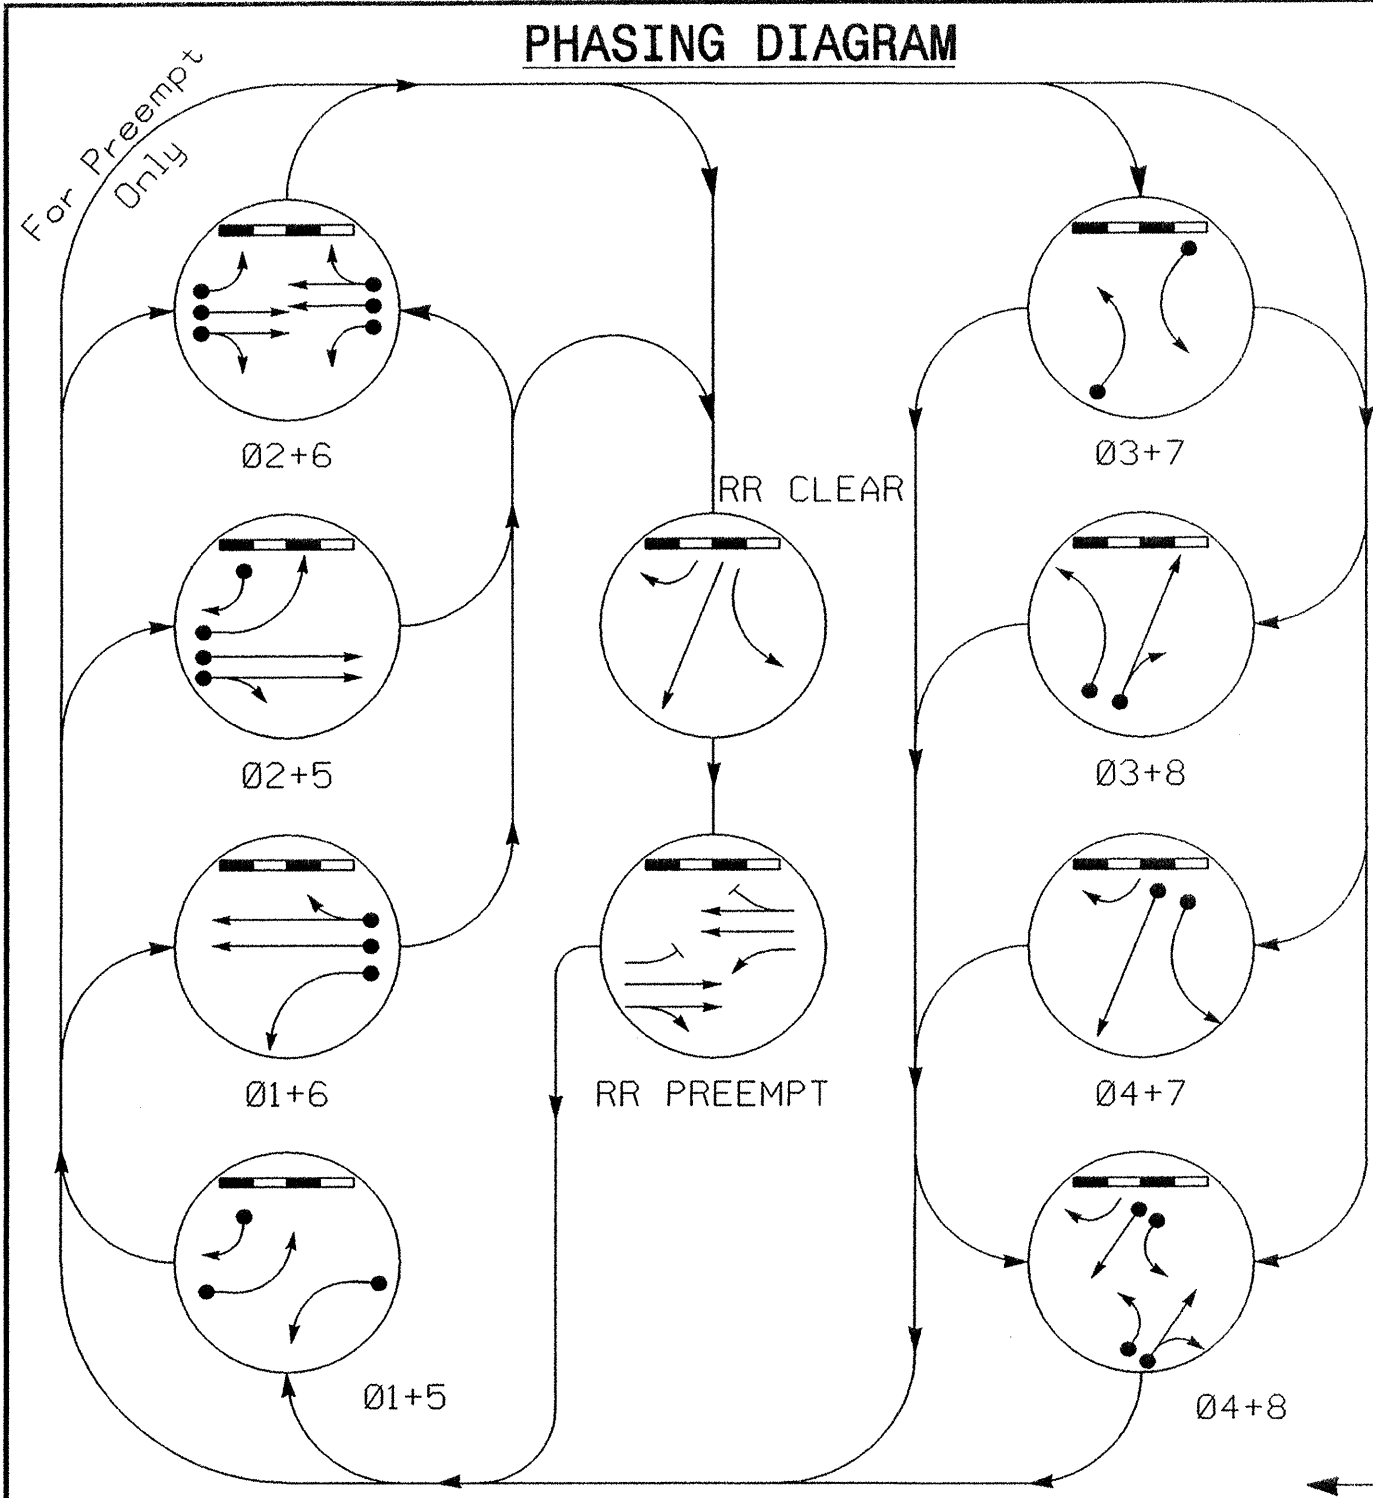 PHASING DIAGRAM
For Preempt
Only
Ø2+6
Ø3+7
RR CLEAR
Ø2+5
Ø3+8
Ø1+6
RR PREEMPT
Ø4+7
Ø1+5
Ø4+8